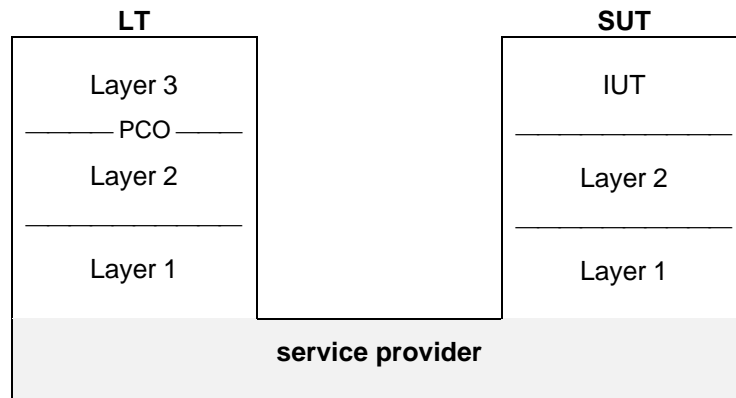 LT SUT
Layer 3 IUT
PCO
Layer 2 Layer 2
Layer 1 Layer 1
service provider